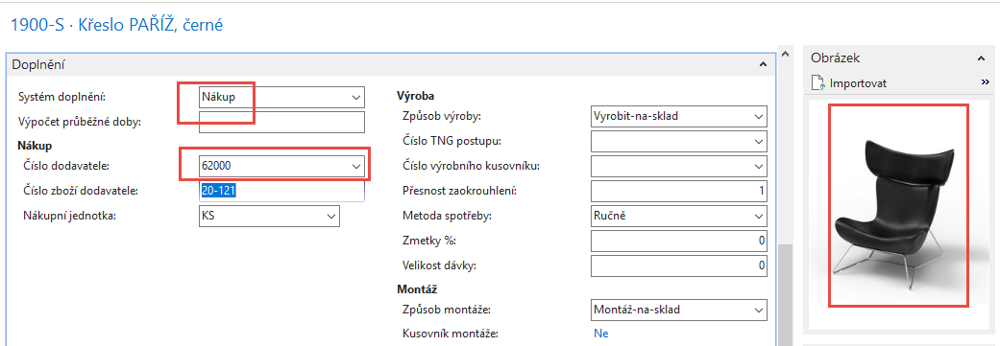 1900-S · Křeslo PAŘÍŽ, černé
Doplnění
Systém doplnění: Nákup
Výpočet průběžné doby:
Nákup
Číslo dodavatele: 62000
Číslo zboží dodavatele: 20-121
Nákupní jednotka: KS
Výroba
Způsob výroby: Vyrobit-na-sklad
Číslo TNG postupu:
Číslo výrobního kusovníku:
Přesnost zaokrouhlení: 1
Metoda spotřeby: Ručně
Zmetky %: 0
Velikost dávky: 0
Montáž
Způsob montáže: Montáž-na-sklad
Kusovník montáže: Ne
Obrázek
Importovat »